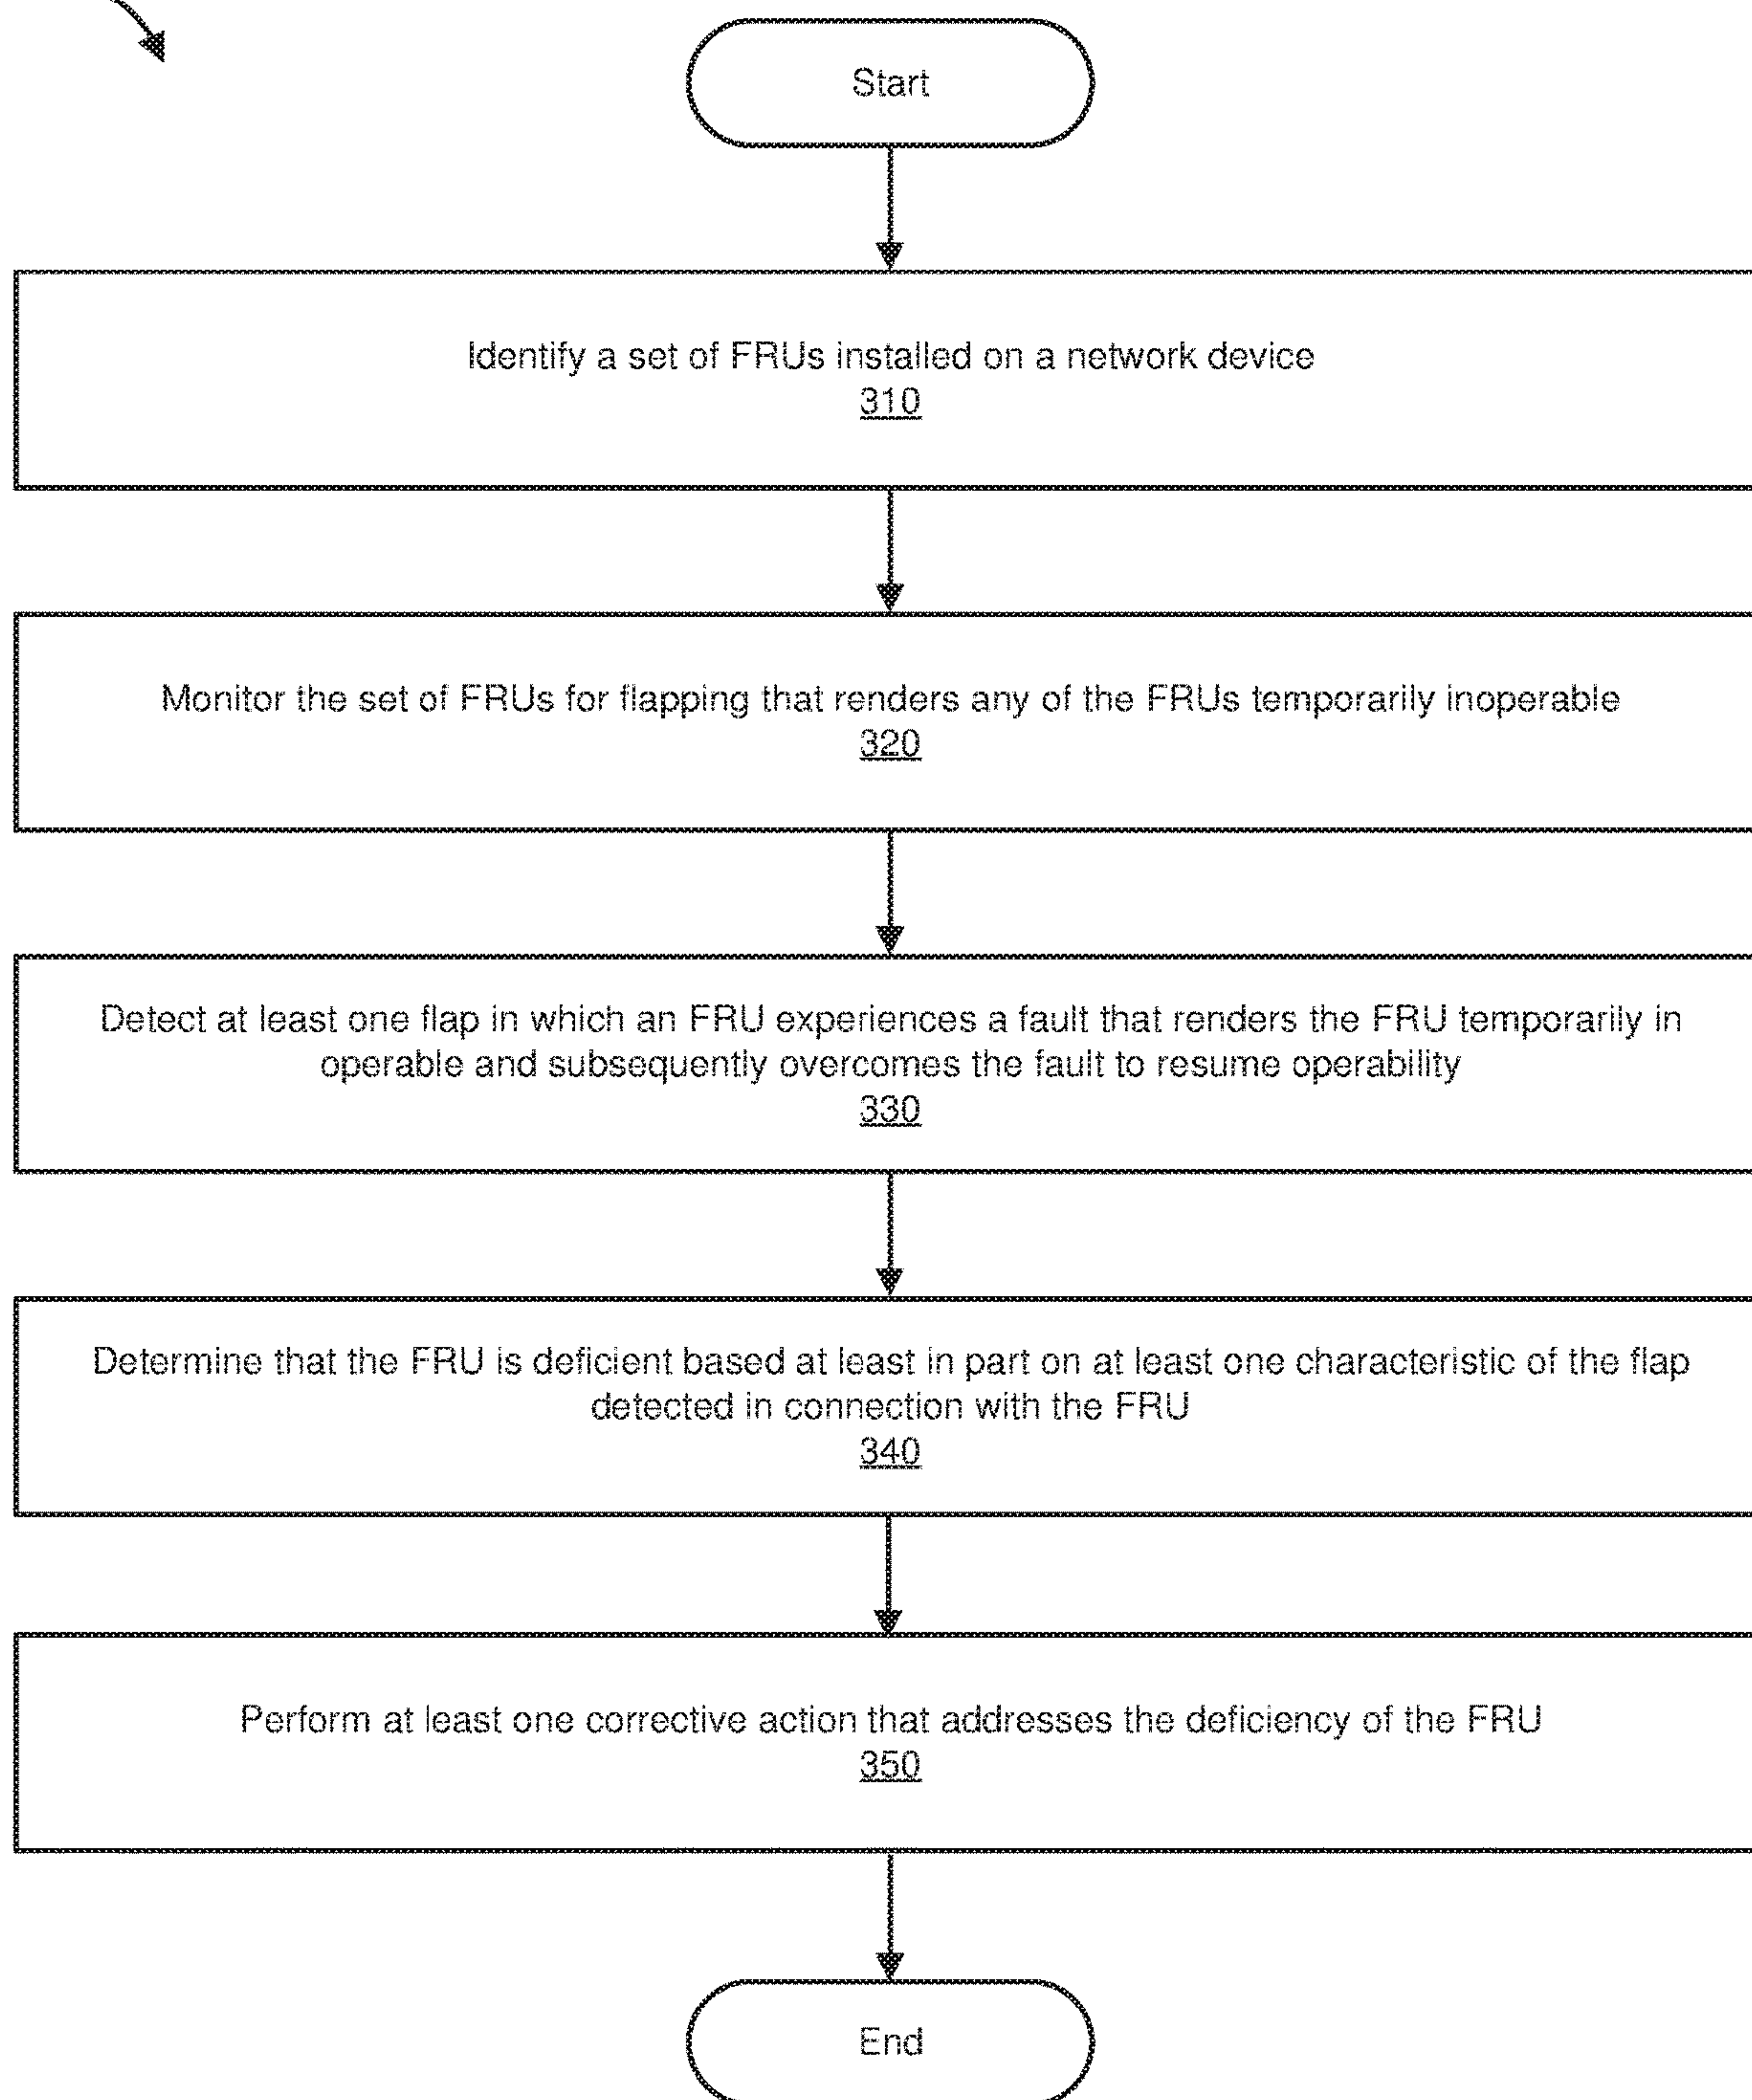 Start
Identify a set of FRUs installed on a network device
310
Monitor the set of FRUs for flapping that renders any of the FRUs temporarily inoperable
320
Detect at least one flap in which an FRU experiences a fault that renders the FRU temporarily in
operable and subsequently overcomes the fault to resume operability
330
Determine that the FRU is deficient based at least in part on at least one characteristic of the flap
detected in connection with the FRU
340
Perform at least one corrective action that addresses the deficiency of the FRU
350
End